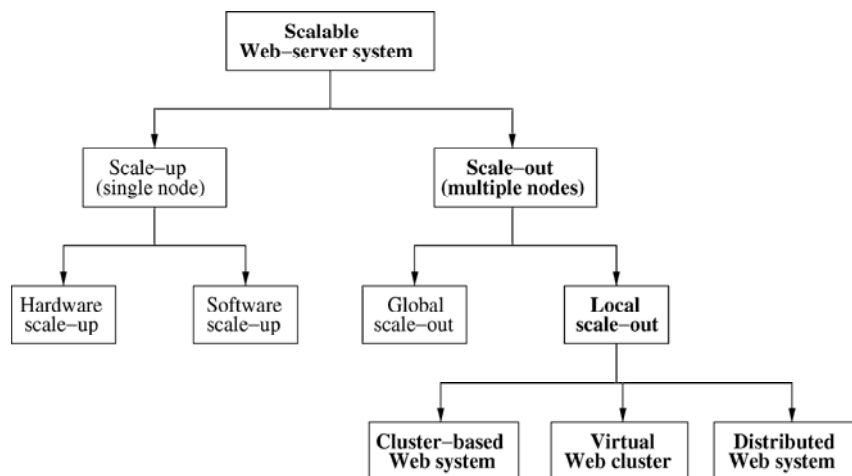 Scalable
Web–server system
Scale–up
(single node)
Scale–out
(multiple nodes)
Hardware
scale–up
Software
scale–up
Global
scale–out
Local
scale–out
Cluster–based
Web system
Virtual
Web cluster
Distributed
Web system